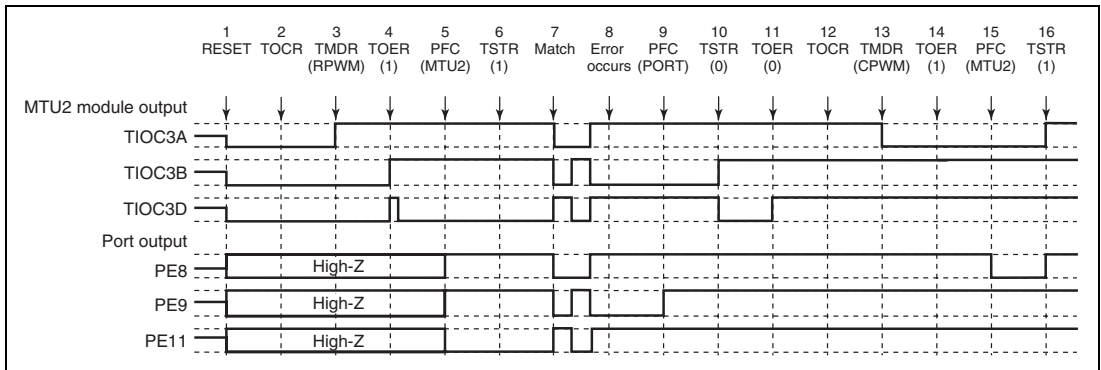 1 2 3 4 5 6 7 8 9 10 11 12 13 14 15 16
RESET TOCR TMDR TOER PFC TSTR Match Error PFC TSTR TOER TOCR TMDR TOER PFC TSTR
(RPWM) (1) (MTU2) (1) occurs (PORT) (0) (0) (CPWM) (1) (MTU2) (1)
MTU2 module output
TIOC3A
TIOC3B
TIOC3D
Port output
PE8 High-Z
PE9 High-Z
PE11 High-Z